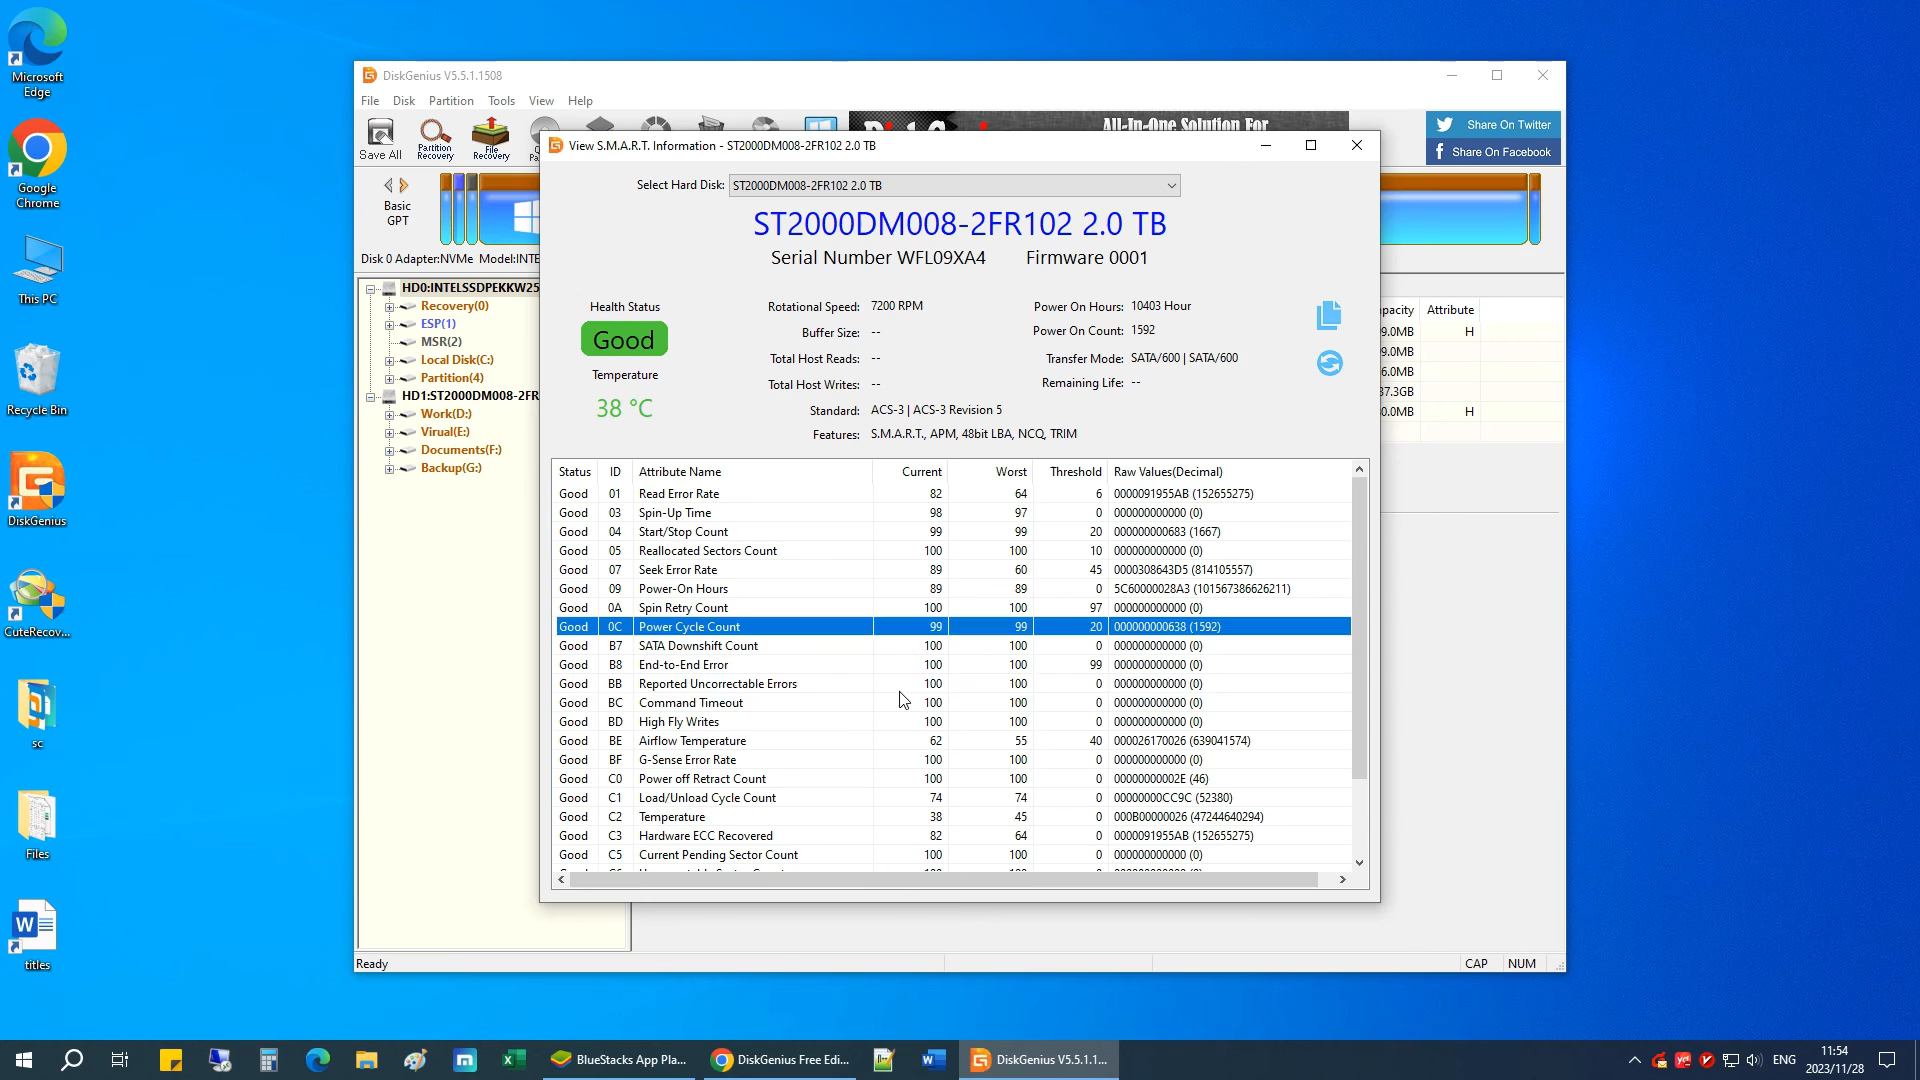 Microsoft
Edge
Google
Chrome
This PC
Recycle Bin
DiskGenius
CuteRecov...
sc
Files
titles
DiskGenius V5.5.1.1508
File Disk Partition Tools View Help
Save All
Partition
Recovery
File
Recovery
All-In-One Solution For
Share On Twitter
Share On Facebook
Basic
GPT
Disk 0 Adapter:NVMe Model:INTE
HD0:INTELSSDPEKKW25
Recovery(0)
ESP(1)
MSR(2)
Local Disk(C:)
Partition(4)
HD1:ST2000DM008-2FR
Work(D:)
Virual(E:)
Documents(F:)
Backup(G:)
pacity Attribute
9.0MB H
9.0MB
6.0MB
37.3GB
0.0MB H
View S.M.A.R.T. Information - ST2000DM008-2FR102 2.0 TB
Select Hard Disk: ST2000DM008-2FR102 2.0 TB
ST2000DM008-2FR102 2.0 TB
Serial Number WFL09XA4 Firmware 0001
Health Status
Good
Temperature
38 °C
Rotational Speed: 7200 RPM
Buffer Size: --
Total Host Reads: --
Total Host Writes: --
Standard: ACS-3 | ACS-3 Revision 5
Features: S.M.A.R.T., APM, 48bit LBA, NCQ, TRIM
Power On Hours: 10403 Hour
Power On Count: 1592
Transfer Mode: SATA/600 | SATA/600
Remaining Life: --
Status ID Attribute Name Current Worst Threshold Raw Values(Decimal)
Good 01 Read Error Rate 82 64 6 0000091955AB (152655275)
Good 03 Spin-Up Time 98 97 0 000000000000 (0)
Good 04 Start/Stop Count 99 99 20 000000000683 (1667)
Good 05 Reallocated Sectors Count 100 100 10 000000000000 (0)
Good 07 Seek Error Rate 89 60 45 0000308643D5 (814105557)
Good 09 Power-On Hours 89 89 0 5C60000028A3 (101567386626211)
Good 0A Spin Retry Count 100 100 97 000000000000 (0)
Good 0C Power Cycle Count 99 99 20 000000000638 (1592)
Good B7 SATA Downshift Count 100 100 0 000000000000 (0)
Good B8 End-to-End Error 100 100 99 000000000000 (0)
Good BB Reported Uncorrectable Errors 100 100 0 000000000000 (0)
Good BC Command Timeout 100 100 0 000000000000 (0)
Good BD High Fly Writes 100 100 0 000000000000 (0)
Good BE Airflow Temperature 62 55 40 000026170026 (639041574)
Good BF G-Sense Error Rate 100 100 0 000000000000 (0)
Good C0 Power off Retract Count 100 100 0 00000000002E (46)
Good C1 Load/Unload Cycle Count 74 74 0 00000000CC9C (52380)
Good C2 Temperature 38 45 0 000B00000026 (47244640294)
Good C3 Hardware ECC Recovered 82 64 0 0000091955AB (152655275)
Good C5 Current Pending Sector Count 100 100 0 000000000000 (0)
Ready CAP NUM
BlueStacks App Pla... DiskGenius Free Edi... DiskGenius V5.5.1.1... ENG
11:54
2023/11/28